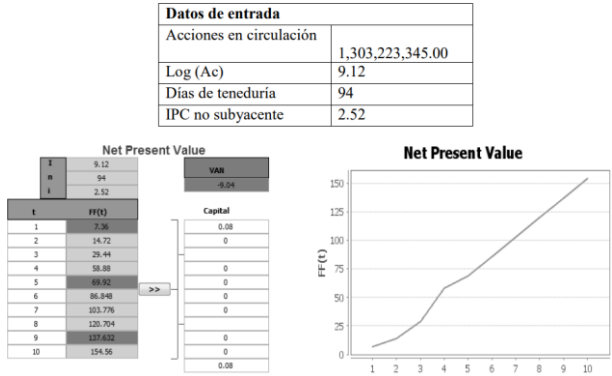 Datos de entrada
Acciones en circulación 1,303,223,345.00
Log (Ac) 9.12
Días de teneduría 94
IPC no subyacente 2.52
Net Present Value
I 9.12
n 94
i 2.52
VAN
-9.04
t FF(t) Capital
1 7.36 0.08
2 14.72 0
3 29.44
4 58.88 0
5 69.92 0
6 86.848 0
7 103.776 0
8 120.704
9 137.632 0
10 154.56 0
0.08
>>
Net Present Value
FF(t)
150
125
100
75
50
25
0
1 2 3 4 5 6 7 8 9 10